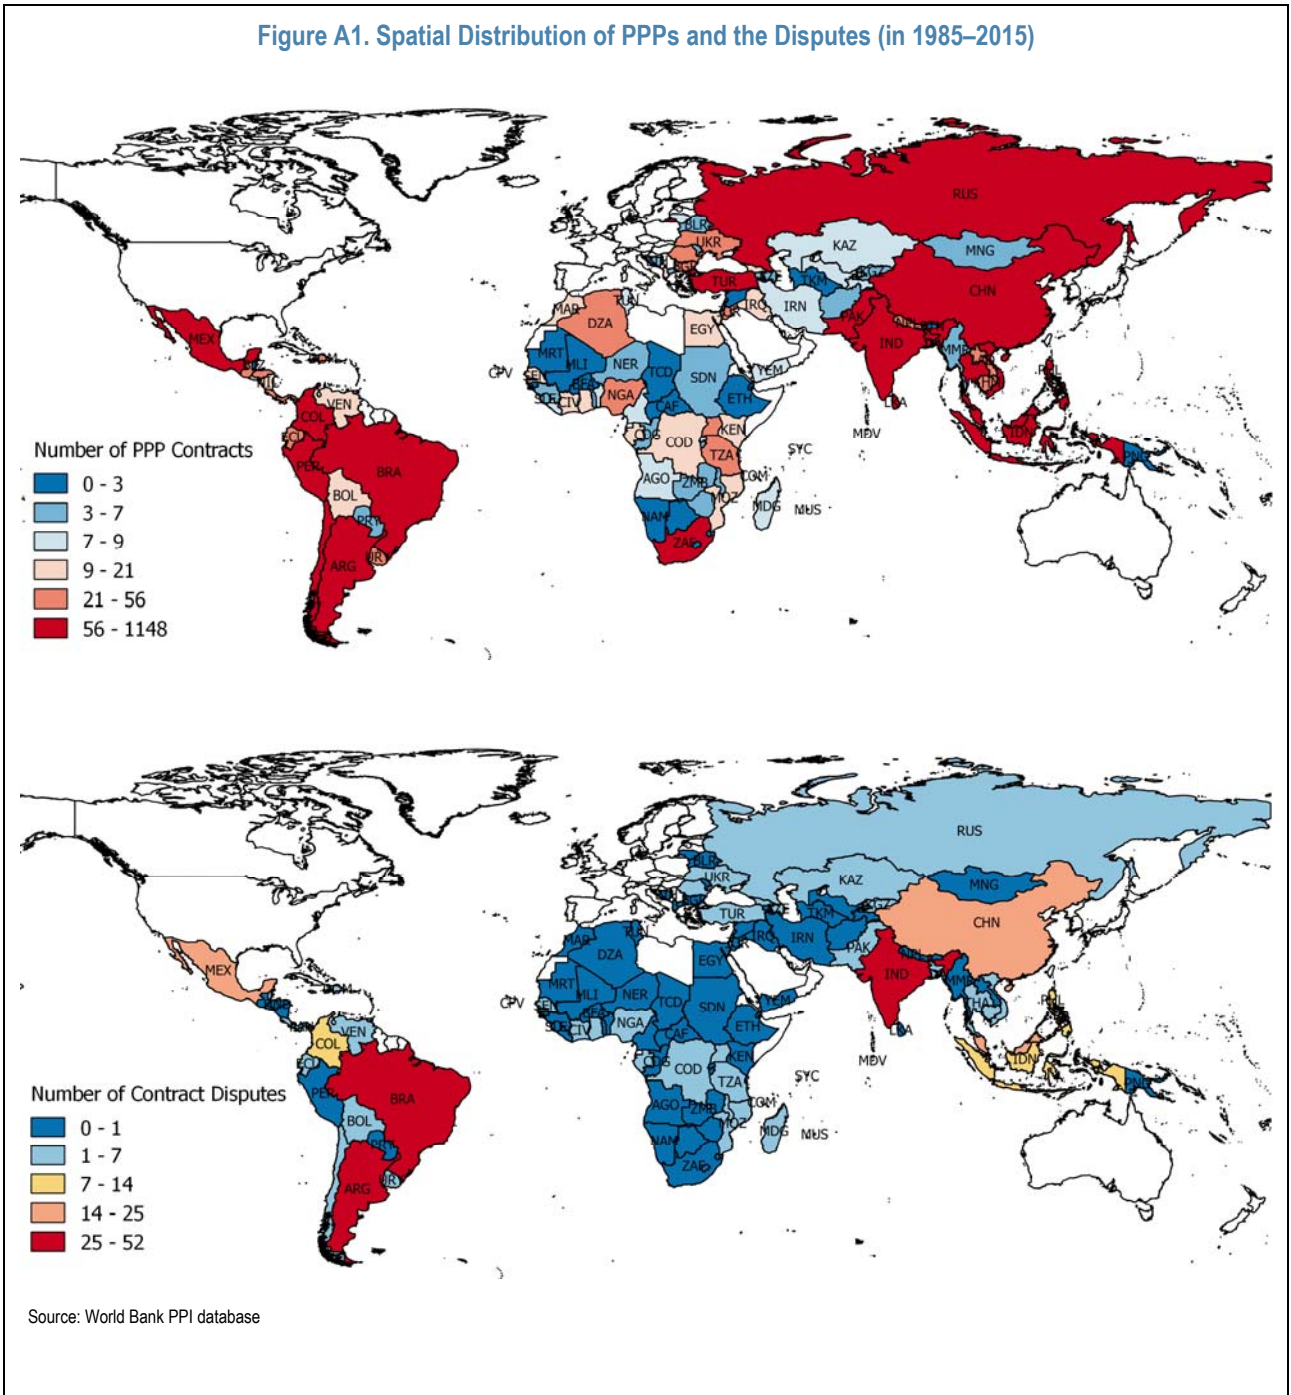 Figure A1. Spatial Distribution of PPPs and the Disputes (in 1985–2015)
RUS
BLR
UKR
KAZ
MNG
TUR
TKM
CHN
MAR
TUN
IRQ
IRN
PAK
DZA
EGY
IND
MEX
MRT
MLI
NER
TCD
SDN
YEM
MMR
CPV
NIC
VEN
CIV
NGA
CAF
ETH
COL
COD
KEN
MDV
SYC
IDN
PNG
PER
BRA
TZA
AGO
COM
BOL
ZMB
MOZ
MDG
MUS
PRY
NAM
ZAF
ARG
Number of PPP Contracts
0 - 3
3 - 7
7 - 9
9 - 21
21 - 56
56 - 1148
RUS
BLR
UKR
KAZ
MNG
TUR
TKM
CHN
MAR
TUN
IRQ
IRN
PAK
DZA
EGY
IND
MEX
MRT
MLI
NER
TCD
SDN
YEM
THA
CPV
VEN
CIV
NGA
CAF
ETH
COL
COD
KEN
MDV
SYC
IDN
PNG
PER
BRA
TZA
AGO
COM
BOL
ZMB
MOZ
MDG
MUS
NAM
ZAF
ARG
Number of Contract Disputes
0 - 1
1 - 7
7 - 14
14 - 25
25 - 52
Source: World Bank PPI database